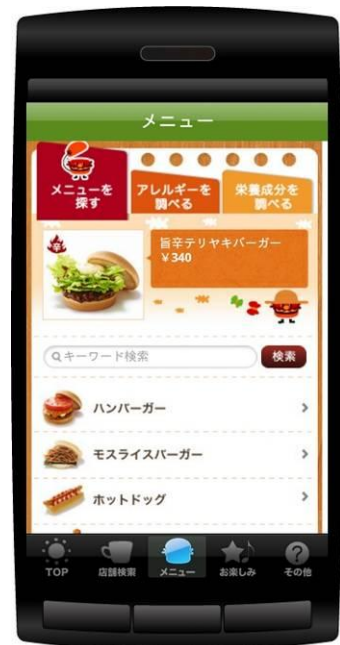 メニュー
メニューを
探す
アレルギーを
調べる
栄養成分を
調べる
辛
旨辛テリヤキバーガー
￥340
キーワード検索
検索
ハンバーガー
モスライスバーガー
ホットドッグ
TOP
店舗検索
メニュー
お楽しみ
?
その他